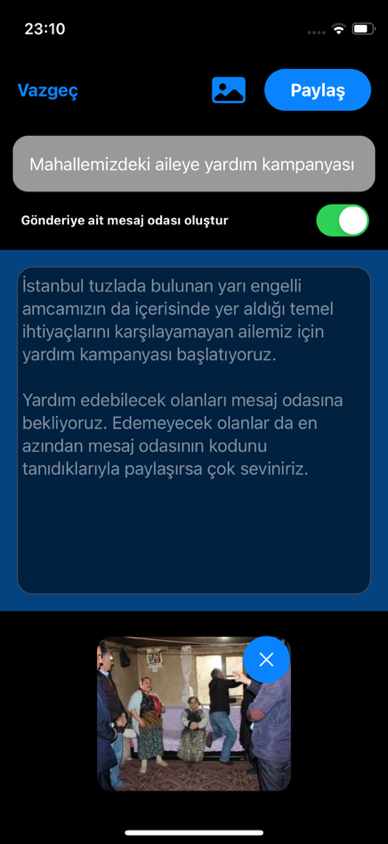 23:10
Vazgeç
Paylaş
Mahallemizdeki aileye yardım kampanyası
Gönderiye ait mesaj odası oluştur
İstanbul tuzlada bulunan yarı engelli
amcamızın da içerisinde yer aldığı temel
ihtiyaçlarını karşılayamayan ailemiz için
yardım kampanyası başlatıyoruz.
Yardım edebilecek olanları mesaj odasına
bekliyoruz. Edemeyecek olanlar da en
azından mesaj odasının kodunu
tanıdıklarıyla paylaşırsa çok seviniriz.